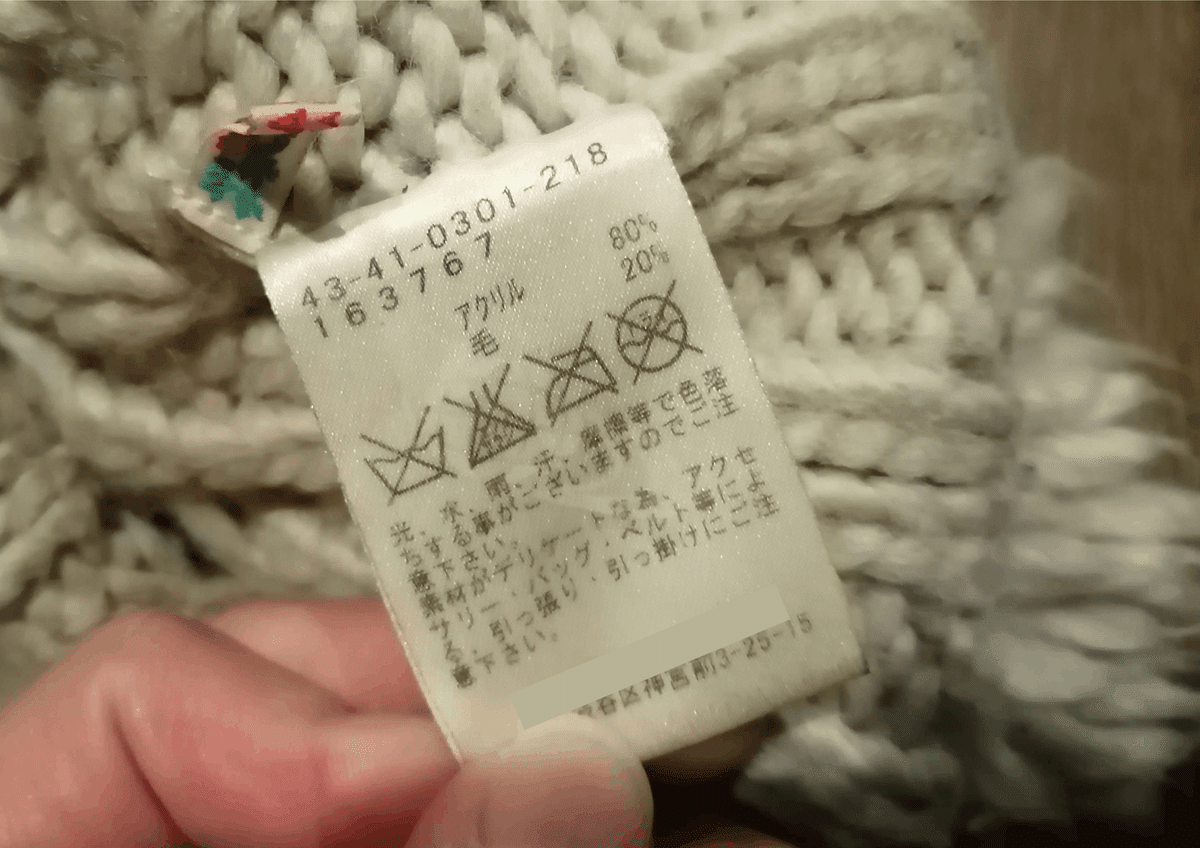 43-41-0301-218
163767
アクリル 80%
毛 20%
光、水、雨、汗、摩擦等で色落
ちする事がございますのでご注
意下さい。
素材がデリケートな為、アクセ
サリー・バッグ・ベルト等によ
る、引っ張り・引っ掛けにご注
意下さい。
渋谷区神宮前3-25-15